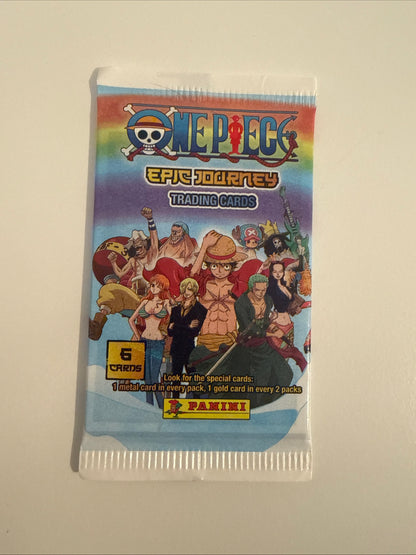 ONE PIECE
EPIC JOURNEY
TRADING CARDS
6
CARDS
Look for the special cards:
1 metal card in every pack, 1 gold card in every 2 packs
PANINI